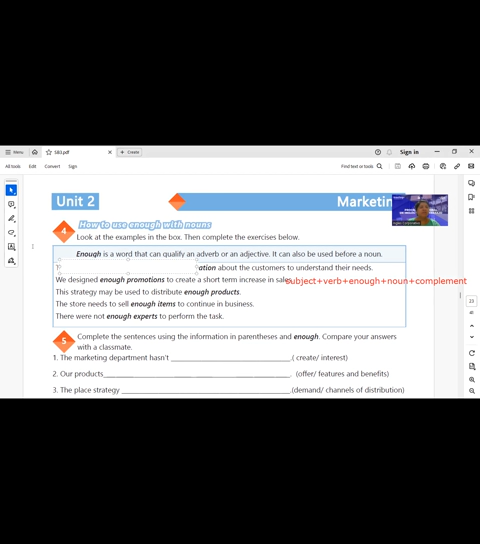 Menu
SB3.pdf
Create
Sign in
All tools Edit Convert Sign
Find text or tools
Unit 2
Marketin
4
How to use enough with nouns
Look at the examples in the box. Then complete the exercises below.
Enough is a word that can qualify an adverb or an adjective. It can also be used before a noun.
ation about the customers to understand their needs.
We designed enough promotions to create a short term increase in sales
subject+verb+enough+noun+complement
This strategy may be used to distribute enough products.
The store needs to sell enough items to continue in business.
There were not enough experts to perform the task.
5
Complete the sentences using the information in parentheses and enough. Compare your answers
with a classmate.
1. The marketing department hasn't ____________________.( create/ interest)
2. Our products____________________. (offer/ features and benefits)
3. The place strategy ____________________.(demand/ channels of distribution)
23